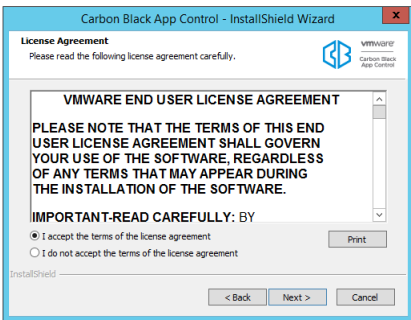 Carbon Black App Control - InstallShield Wizard
x
License Agreement
Please read the following license agreement carefully.
vmware
Carbon Black
App Control
VMWARE END USER LICENSE AGREEMENT
PLEASE NOTE THAT THE TERMS OF THIS END
USER LICENSE AGREEMENT SHALL GOVERN
YOUR USE OF THE SOFTWARE, REGARDLESS
OF ANY TERMS THAT MAY APPEAR DURING
THE INSTALLATION OF THE SOFTWARE.
IMPORTANT-READ CAREFULLY: BY
I accept the terms of the license agreement
Print
I do not accept the terms of the license agreement
InstallShield
< Back
Next >
Cancel